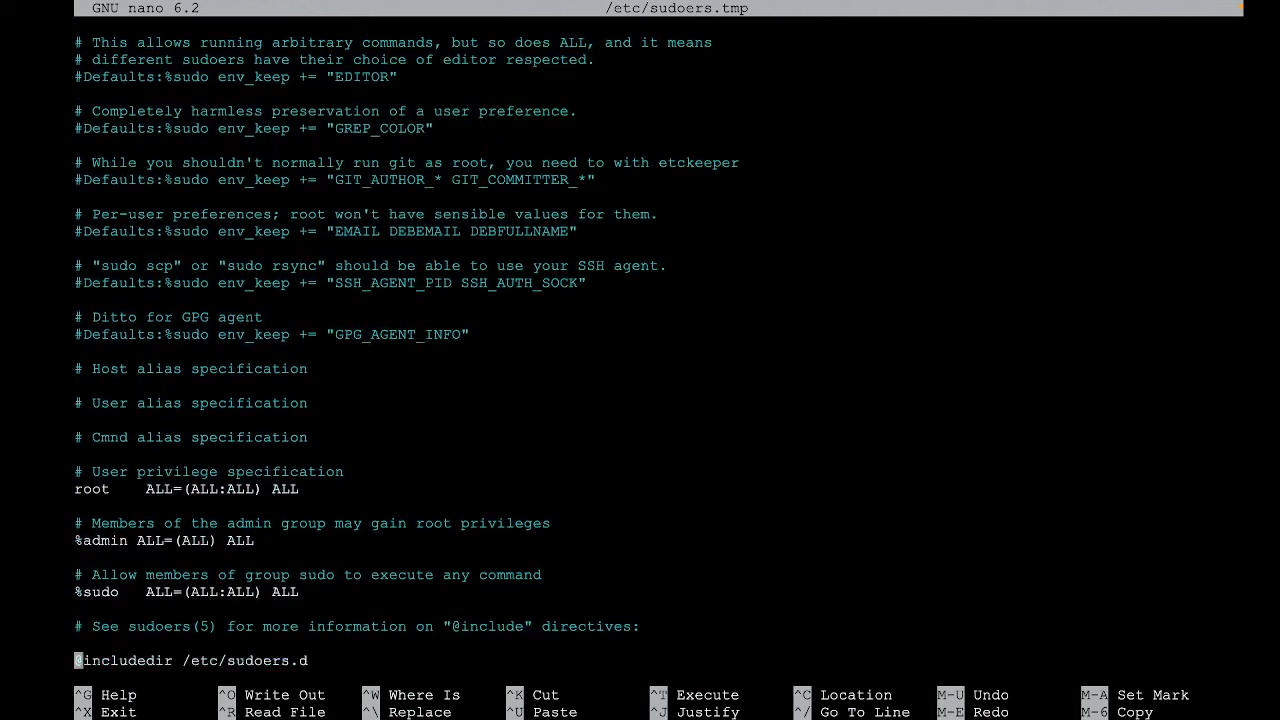 GNU nano 6.2 /etc/sudoers.tmp
# This allows running arbitrary commands, but so does ALL, and it means
# different sudoers have their choice of editor respected.
#Defaults:%sudo env_keep += "EDITOR"
# Completely harmless preservation of a user preference.
#Defaults:%sudo env_keep += "GREP_COLOR"
# While you shouldn't normally run git as root, you need to with etckeeper
#Defaults:%sudo env_keep += "GIT_AUTHOR_* GIT_COMMITTER_*"
# Per-user preferences; root won't have sensible values for them.
#Defaults:%sudo env_keep += "EMAIL DEBEMAIL DEBFULLNAME"
# "sudo scp" or "sudo rsync" should be able to use your SSH agent.
#Defaults:%sudo env_keep += "SSH_AGENT_PID SSH_AUTH_SOCK"
# Ditto for GPG agent
#Defaults:%sudo env_keep += "GPG_AGENT_INFO"
# Host alias specification
# User alias specification
# Cmnd alias specification
# User privilege specification
root ALL=(ALL:ALL) ALL
# Members of the admin group may gain root privileges
%admin ALL=(ALL) ALL
# Allow members of group sudo to execute any command
%sudo ALL=(ALL:ALL) ALL
# See sudoers(5) for more information on "@include" directives:
@includedir /etc/sudoers.d
^G Help ^O Write Out ^W Where Is ^K Cut ^T Execute ^C Location M-U Undo M-A Set Mark
^X Exit ^R Read File ^\ Replace ^U Paste ^J Justify ^/ Go To Line M-E Redo M-6 Copy